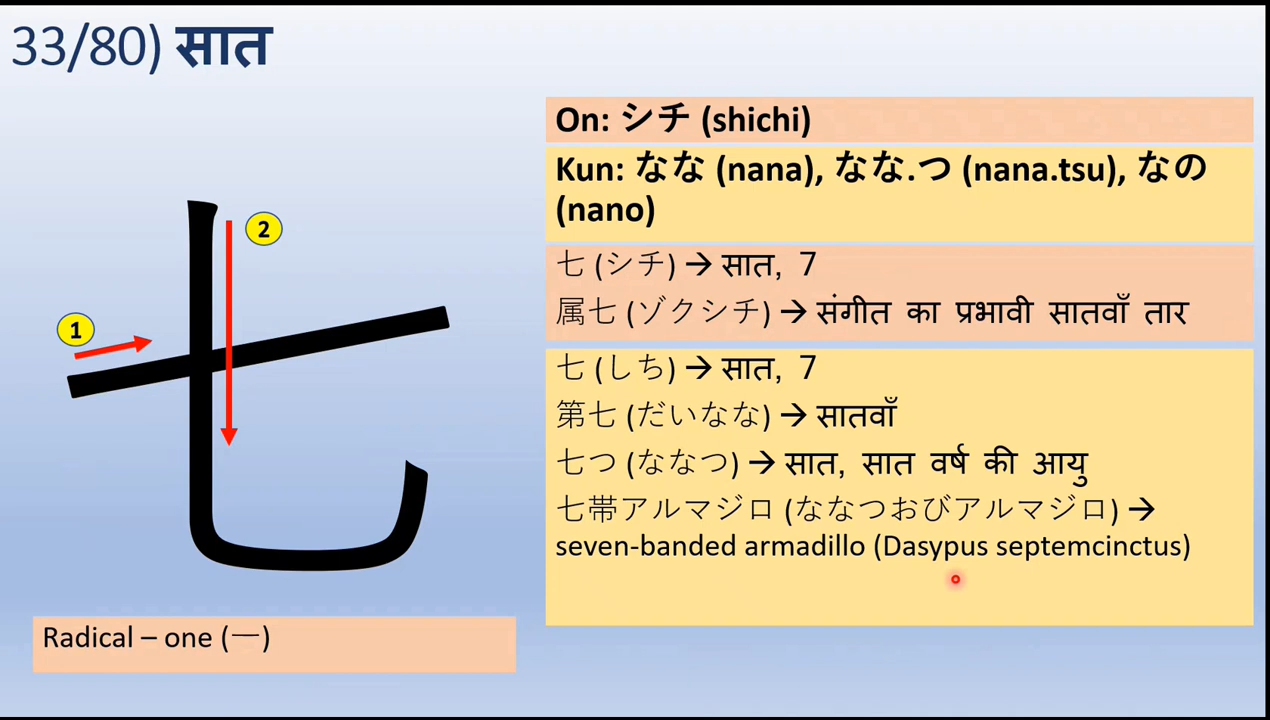 33/80) सात
On: シチ (shichi)
Kun: なな (nana), なな.つ (nana.tsu), なの
(nano)
七 (シチ) → सात, 7
属七 (ゾクシチ) → संगीत का प्रभावी सातवाँ तार
七 (しち) → सात, 7
第七 (だいなな) → सातवाँ
七つ (ななつ) → सात, सात वर्ष की आयु
七帯アルマジロ (ななつおびアルマジロ) →
seven-banded armadillo (Dasypus septemcinctus)
七
1
2
Radical – one (一)